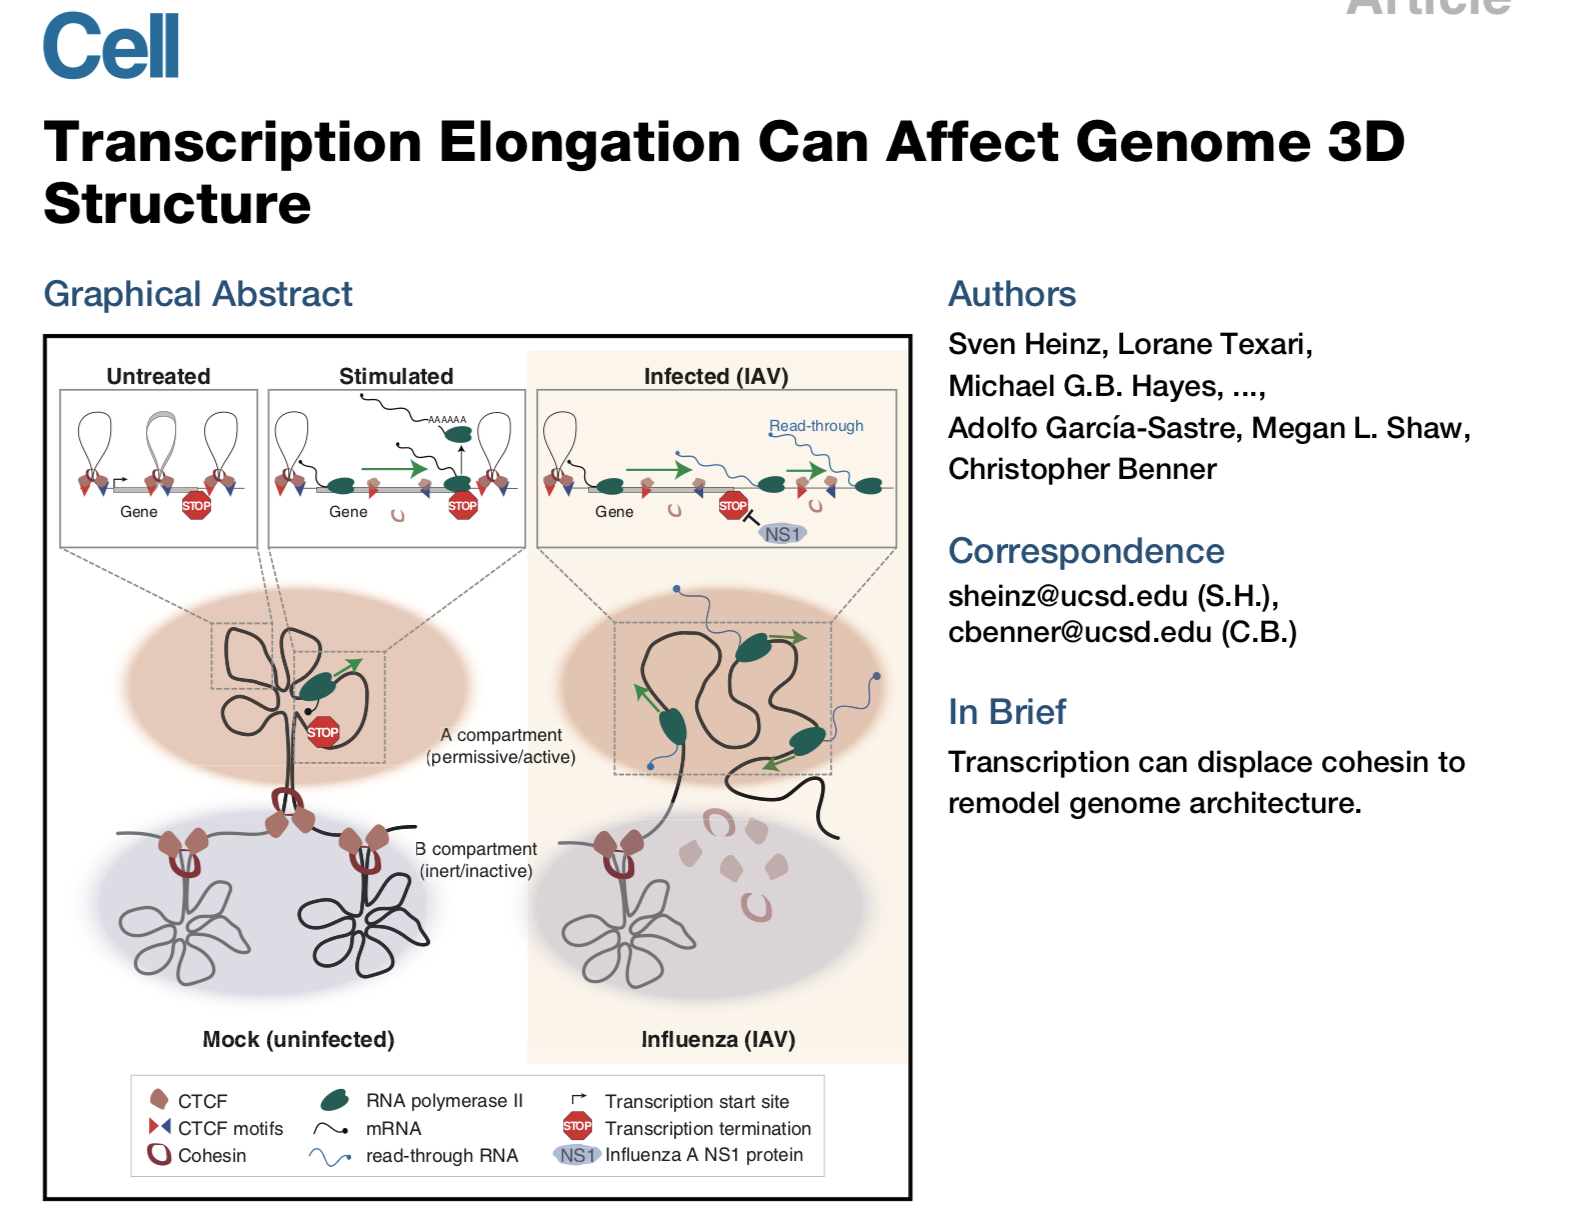 Article
Cell
Transcription Elongation Can Affect Genome 3D
Structure
Graphical Abstract
Untreated
Stimulated
Infected (IAV)
Gene
STOP
AAAAAA
Gene
STOP
Read-through
Gene
STOP
NS1
STOP
A compartment
(permissive/active)
B compartment
(inert/inactive)
Mock (uninfected)
Influenza (IAV)
CTCF
RNA polymerase II
Transcription start site
CTCF motifs
mRNA
STOP
Transcription termination
Cohesin
read-through RNA
NS1
Influenza A NS1 protein
Authors
Sven Heinz, Lorane Texari,
Michael G.B. Hayes, ...,
Adolfo García-Sastre, Megan L. Shaw,
Christopher Benner
Correspondence
sheinz@ucsd.edu (S.H.),
cbenner@ucsd.edu (C.B.)
In Brief
Transcription can displace cohesin to
remodel genome architecture.